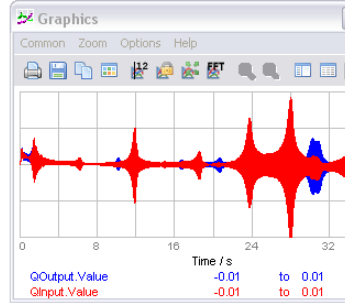 Graphics
Common Zoom Options Help
12 FFT
0 8 16 24 32
Time / s
QOutput.Value -0.01 to 0.01
QInput.Value -0.01 to 0.01